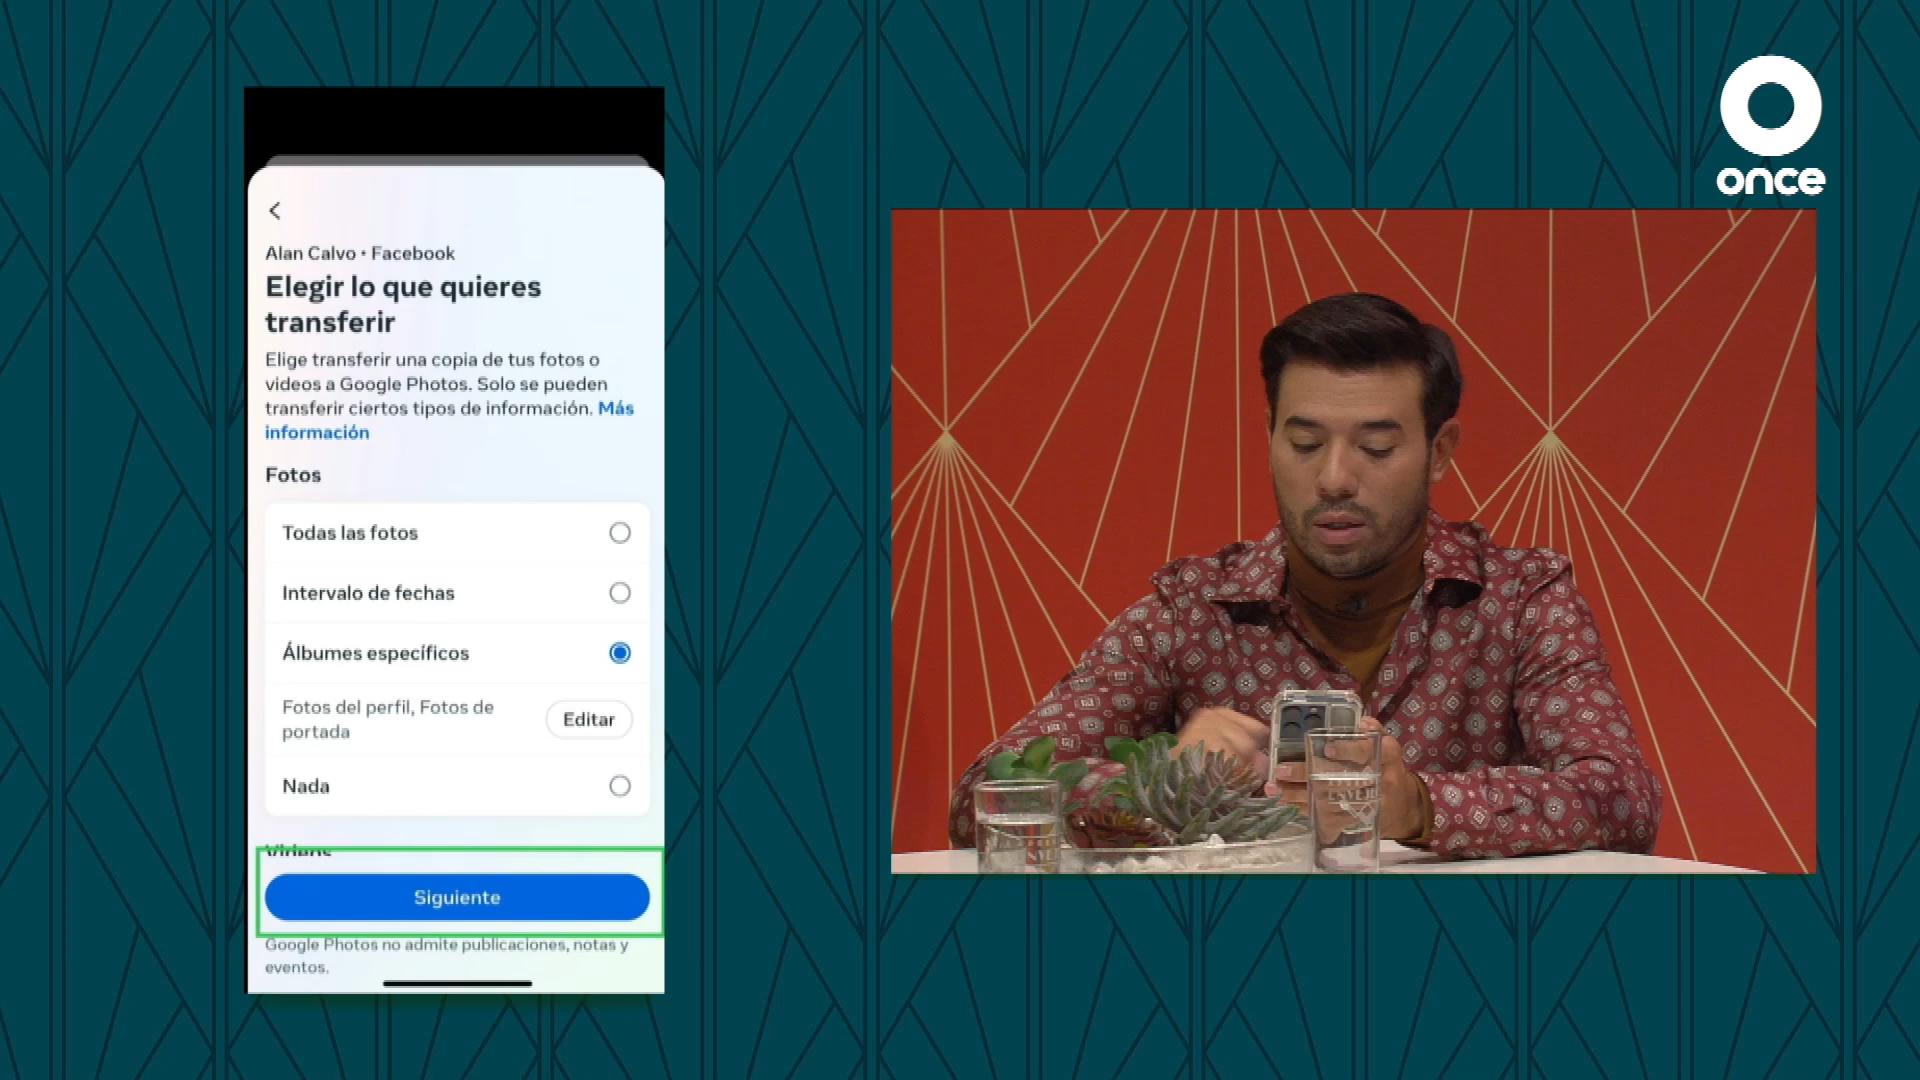 Alan Calvo • Facebook
Elegir lo que quieres
transferir
Elige transferir una copia de tus fotos o
videos a Google Photos. Solo se pueden
transferir ciertos tipos de información. Más
información
Fotos
Todas las fotos
Intervalo de fechas
Álbumes específicos
Fotos del perfil, Fotos de
portada
Editar
Nada
Videos
Siguiente
Google Photos no admite publicaciones, notas y
eventos.
once